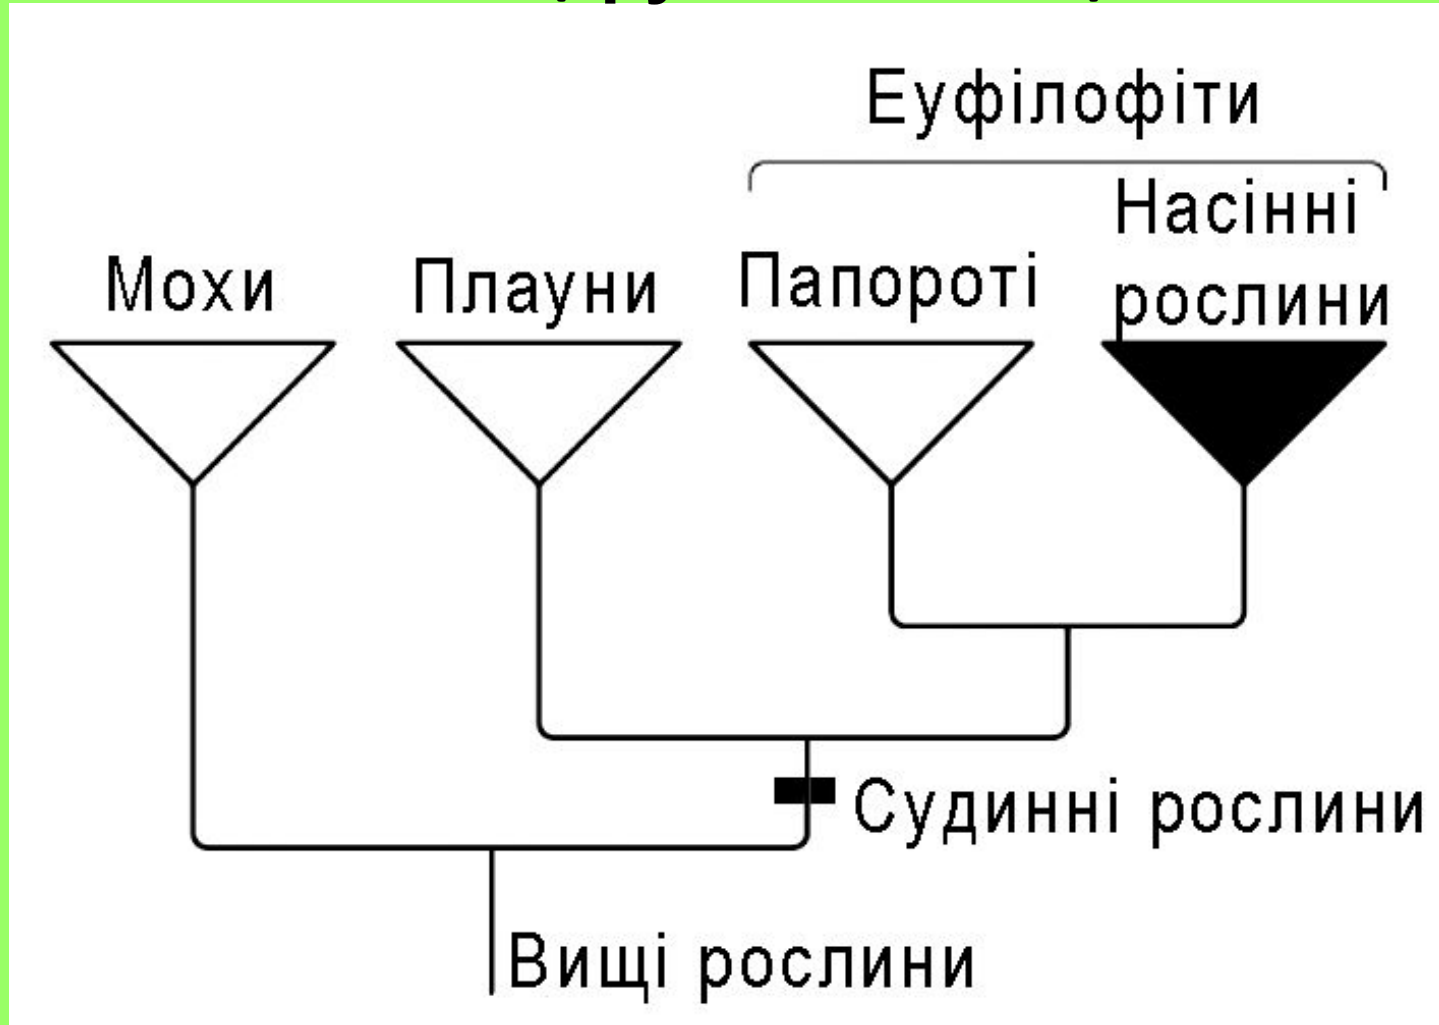 Еуфілофіти
Насінні
рослини
Мохи
Плауни
Папороті
Судинні рослини
Вищі рослини